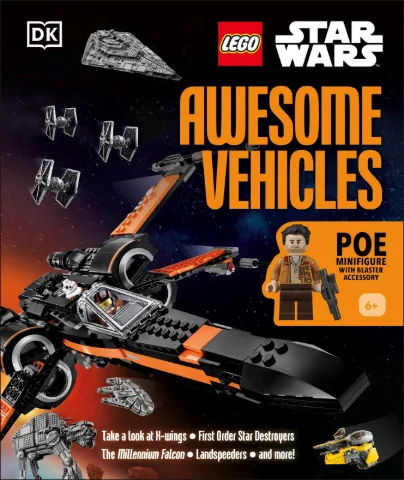 DK
LEGO
STAR
WARS
AWESOME
VEHICLES
POE
MINIFIGURE
WITH BLASTER
ACCESSORY
6+
Take a look at X-wings • First Order Star Destroyers
The Millennium Falcon • Landspeeders • and more!